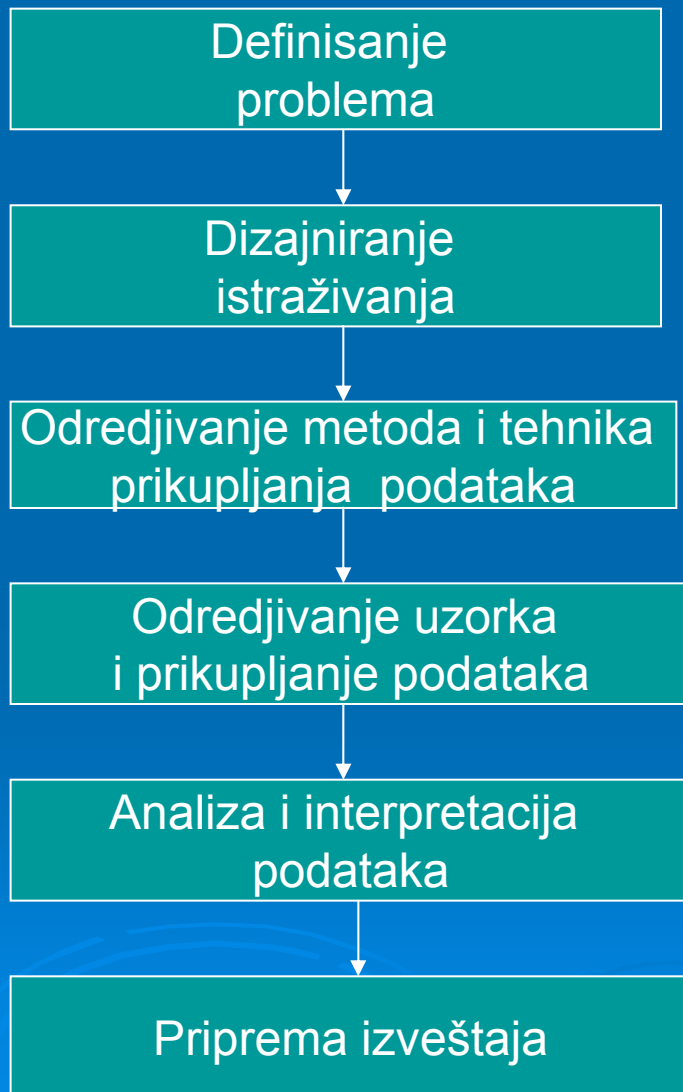 Definisanje
problema
Dizajniranje
istraživanja
Odredjivanje metoda i tehnika
prikupljanja podataka
Odredjivanje uzorka
i prikupljanje podataka
Analiza i interpretacija
podataka
Priprema izveštaja